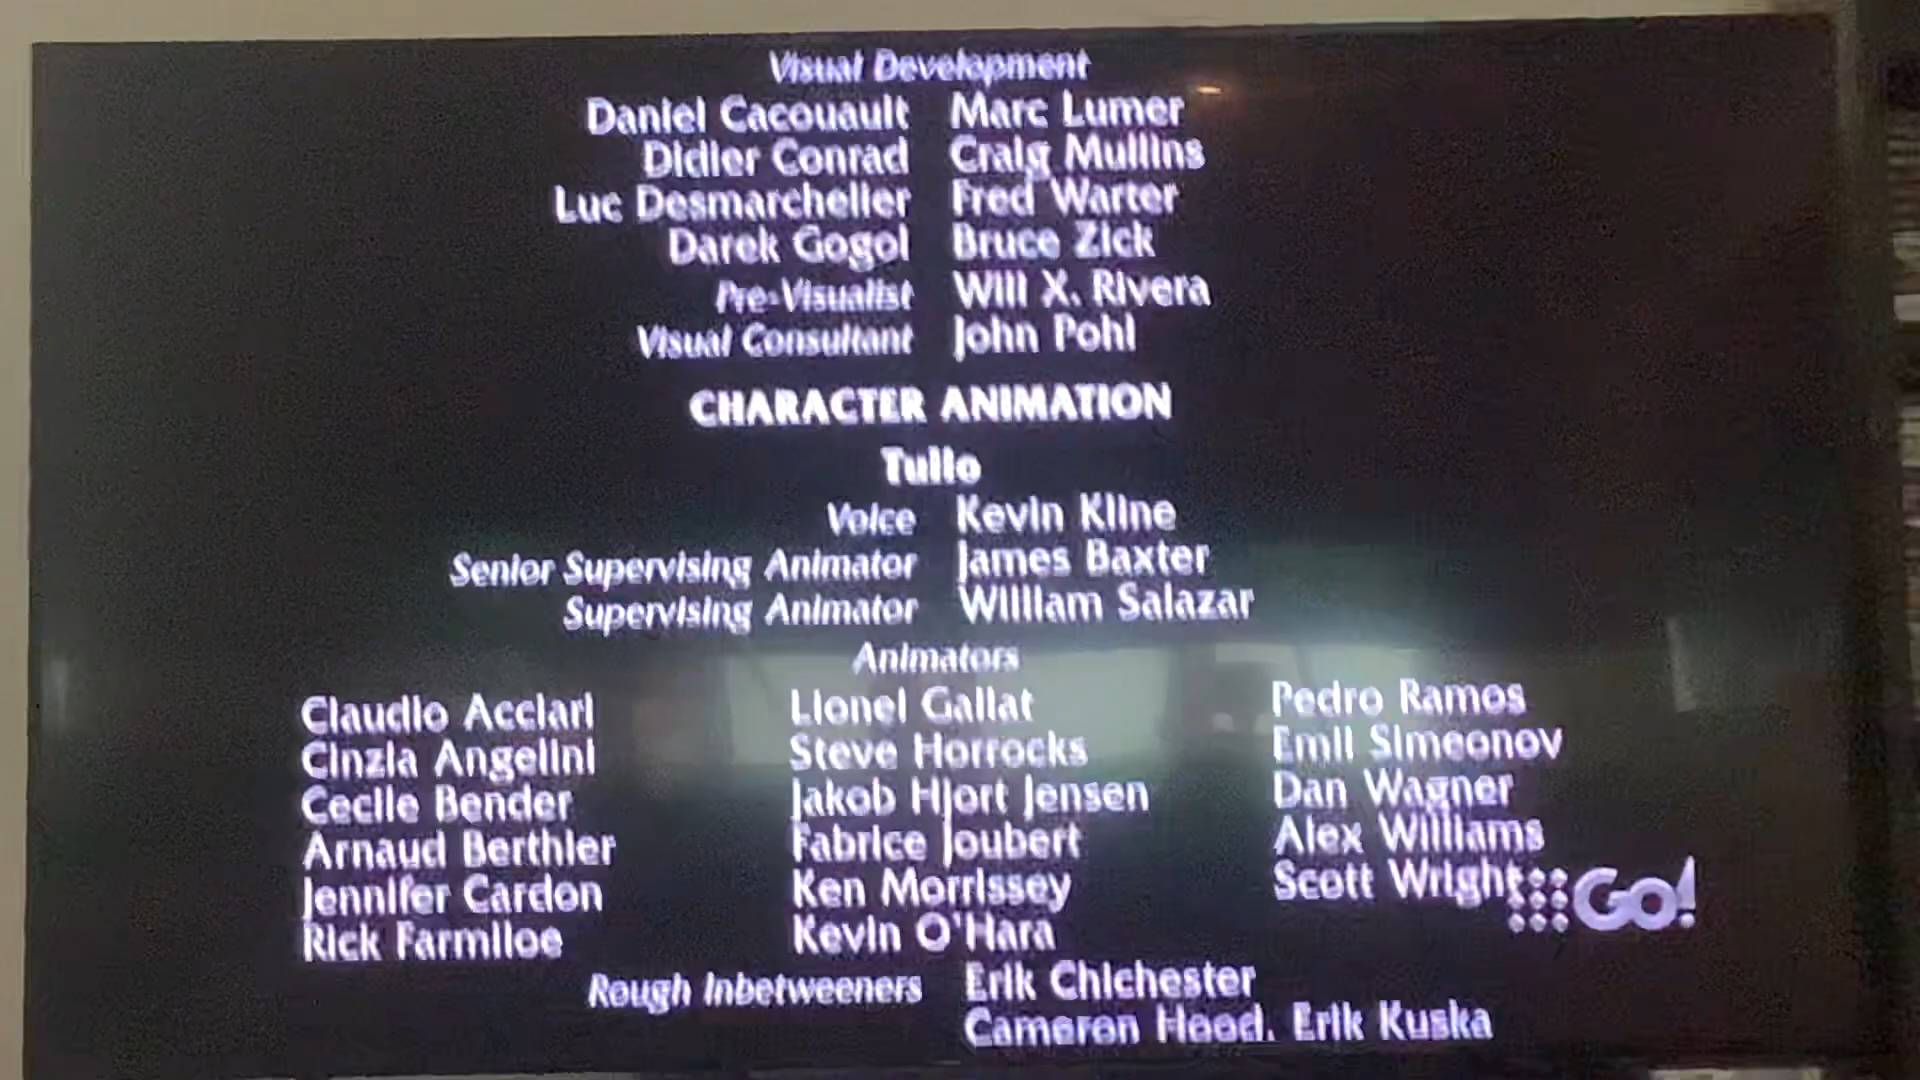 Visual Development
Daniel Cacouault Marc Lumer
Didier Conrad Craig Mullins
Luc Desmarchelier Fred Warter
Darek Gogol Bruce Zick
Pre-Visualist Will X. Rivera
Visual Consultant John Pohl
CHARACTER ANIMATION
Tulio
Voice Kevin Kline
Senior Supervising Animator James Baxter
Supervising Animator William Salazar
Animators
Claudio Acciari Lionel Gallat Pedro Ramos
Cinzia Angelini Steve Horrocks Emil Simeonov
Cecile Bender Jakob Hjort Jensen Dan Wagner
Arnaud Berthier Fabrice Joubert Alex Williams
Jennifer Cardon Ken Morrissey Scott Wright
Rick Farmiloe Kevin O'Hara
Go!
Rough Inbetweeners Erik Chichester
Cameron Hood, Erik Kuska